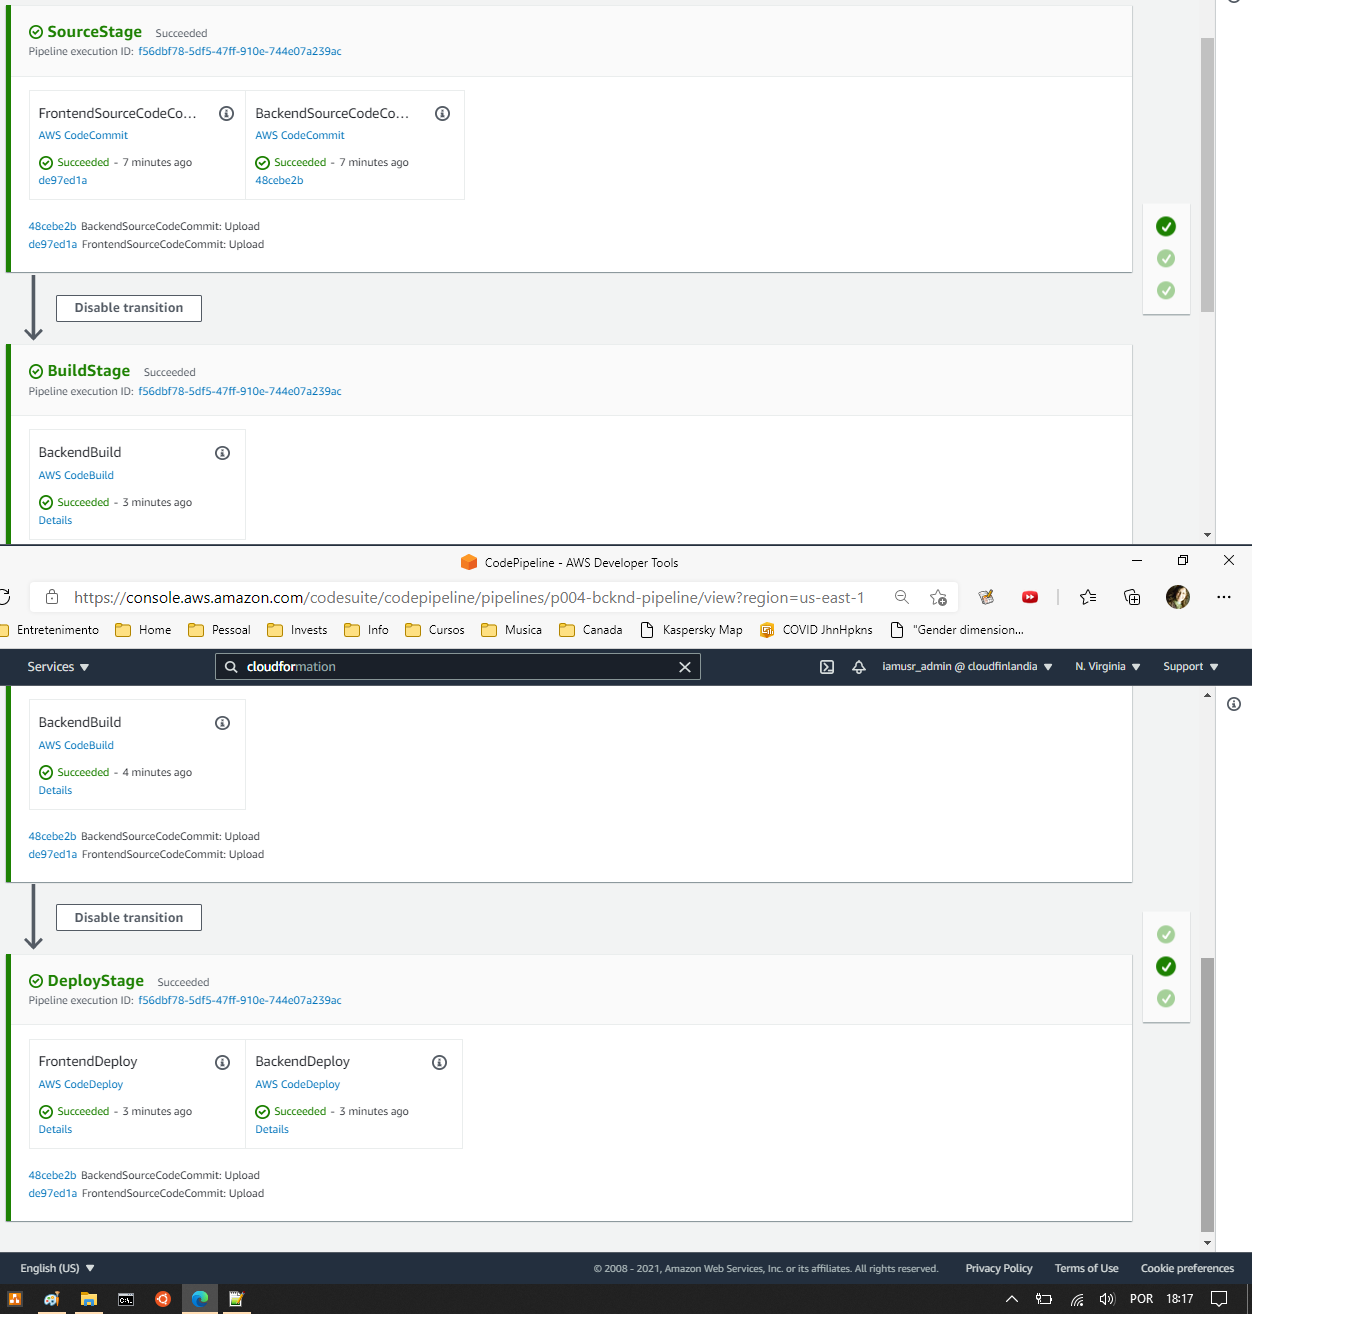 SourceStage Succeeded
Pipeline execution ID: f56dbf78-5df5-47ff-910e-744e07a239ac
FrontendSourceCodeCo... BackendSourceCodeCo...
AWS CodeCommit AWS CodeCommit
Succeeded - 7 minutes ago Succeeded - 7 minutes ago
de97ed1a 48cebe2b
48cebe2b BackendSourceCodeCommit: Upload
de97ed1a FrontendSourceCodeCommit: Upload
Disable transition
BuildStage Succeeded
Pipeline execution ID: f56dbf78-5df5-47ff-910e-744e07a239ac
BackendBuild
AWS CodeBuild
Succeeded - 3 minutes ago
Details
CodePipeline - AWS Developer Tools
https://console.aws.amazon.com/codesuite/codepipeline/pipelines/p004-bcknd-pipeline/view?region=us-east-1
Entretenimento Home Pessoal Invests Info Cursos Musica Canada Kaspersky Map COVID JhnHpkns "Gender dimension...
Services cloudformation iamusr_admin @ cloudfinlandia N. Virginia Support
BackendBuild
AWS CodeBuild
Succeeded - 4 minutes ago
Details
48cebe2b BackendSourceCodeCommit: Upload
de97ed1a FrontendSourceCodeCommit: Upload
Disable transition
DeployStage Succeeded
Pipeline execution ID: f56dbf78-5df5-47ff-910e-744e07a239ac
FrontendDeploy BackendDeploy
AWS CodeDeploy AWS CodeDeploy
Succeeded - 3 minutes ago Succeeded - 3 minutes ago
Details Details
48cebe2b BackendSourceCodeCommit: Upload
de97ed1a FrontendSourceCodeCommit: Upload
English (US) © 2008 - 2021, Amazon Web Services, Inc. or its affiliates. All rights reserved. Privacy Policy Terms of Use Cookie preferences
POR 18:17